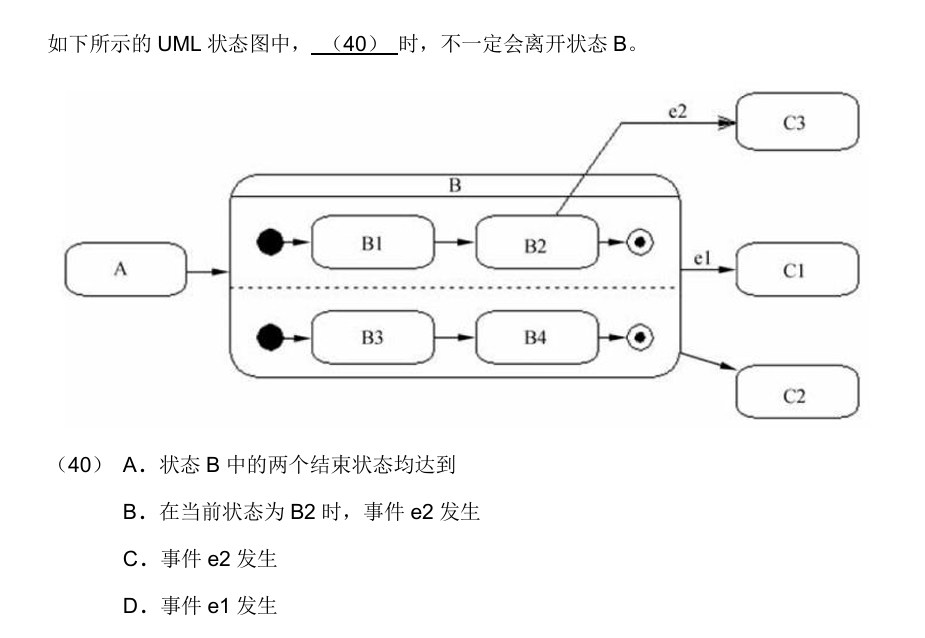 如下所示的 UML 状态图中， （40） 时，不一定会离开状态 B。
e2
C3
B
B1
B2
A
e1
C1
B3
B4
C2
（40） A．状态 B 中的两个结束状态均达到
B．在当前状态为 B2 时，事件 e2 发生
C．事件 e2 发生
D．事件 e1 发生